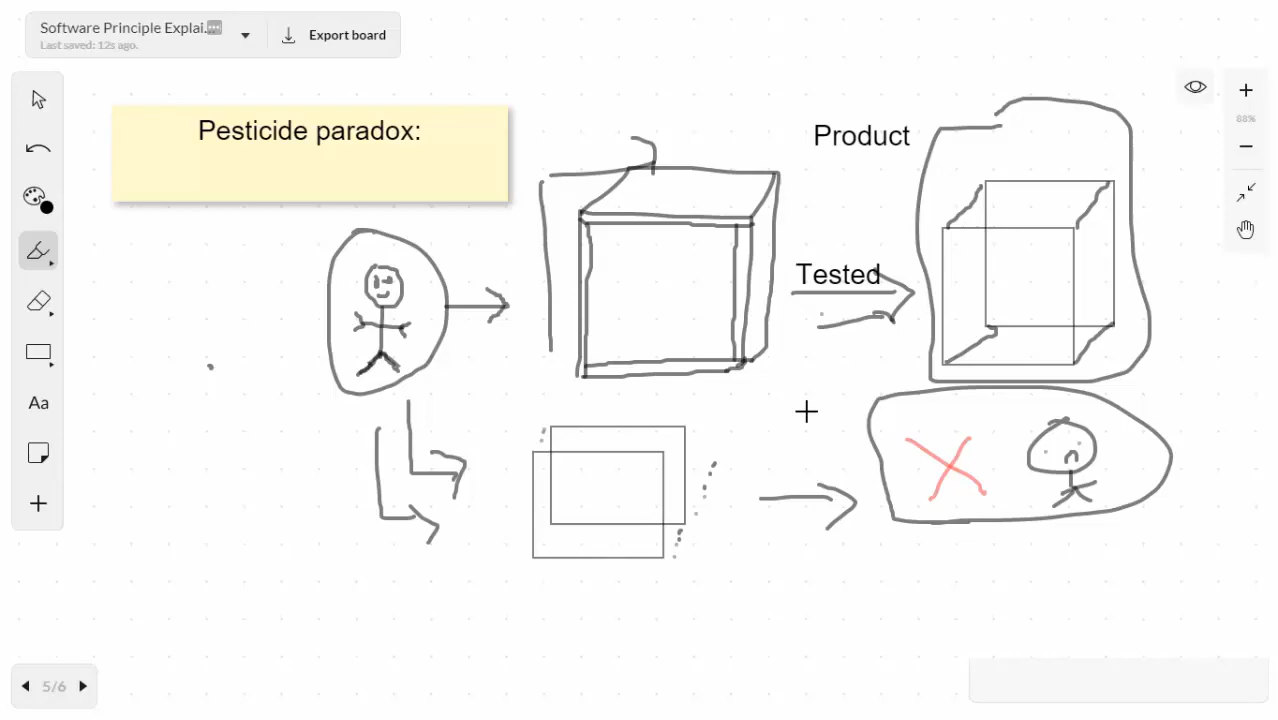 Software Principle Explai...
Last saved: 12s ago.
Export board
Pesticide paradox:
Product
Tested
88%
Aa
5/6